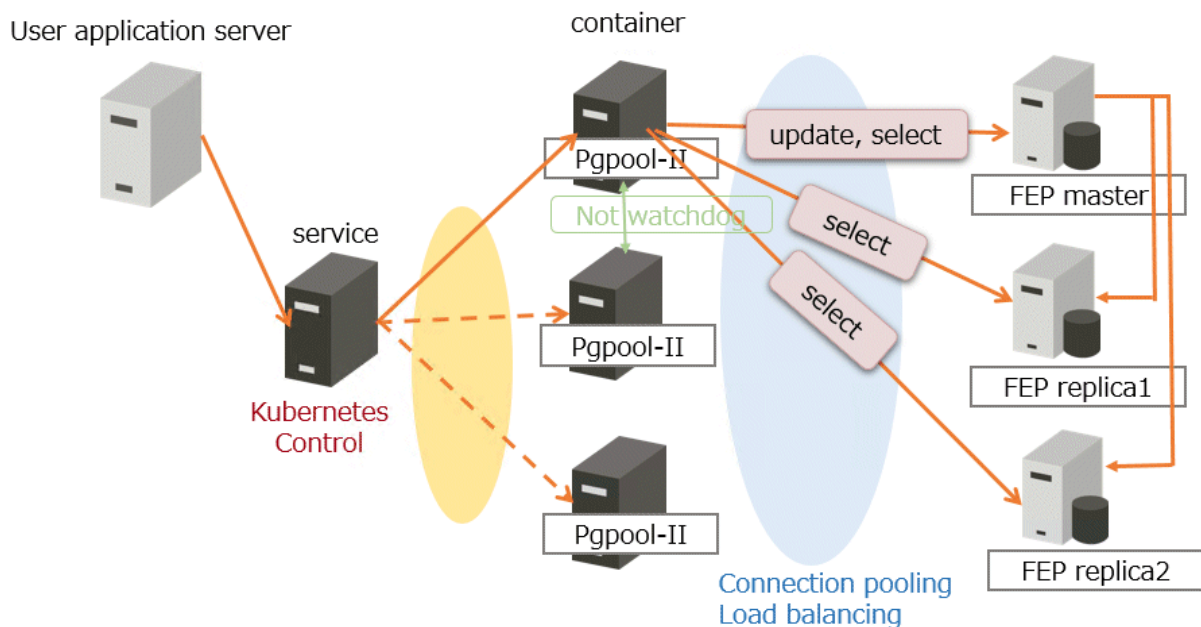 User application server
container
Pgpool-II
update, select
FEP master
Not watchdog
select
service
select
Pgpool-II
FEP replica1
Kubernetes
Control
Pgpool-II
FEP replica2
Connection pooling
Load balancing